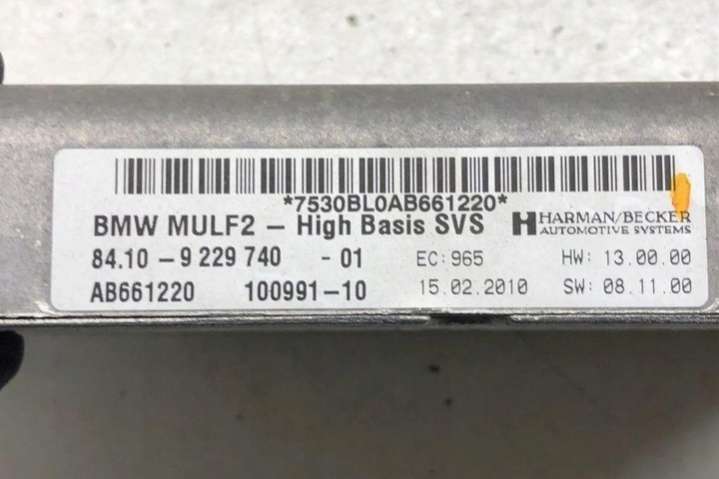 *7530BL0AB661220*
BMW MULF2 – High Basis SVS HARMAN/BECKER
AUTOMOTIVE SYSTEMS
84.10 – 9 229 740 - 01 EC: 965 HW: 13.00.00
AB661220 100991–10 15.02.2010 SW: 08.11.00